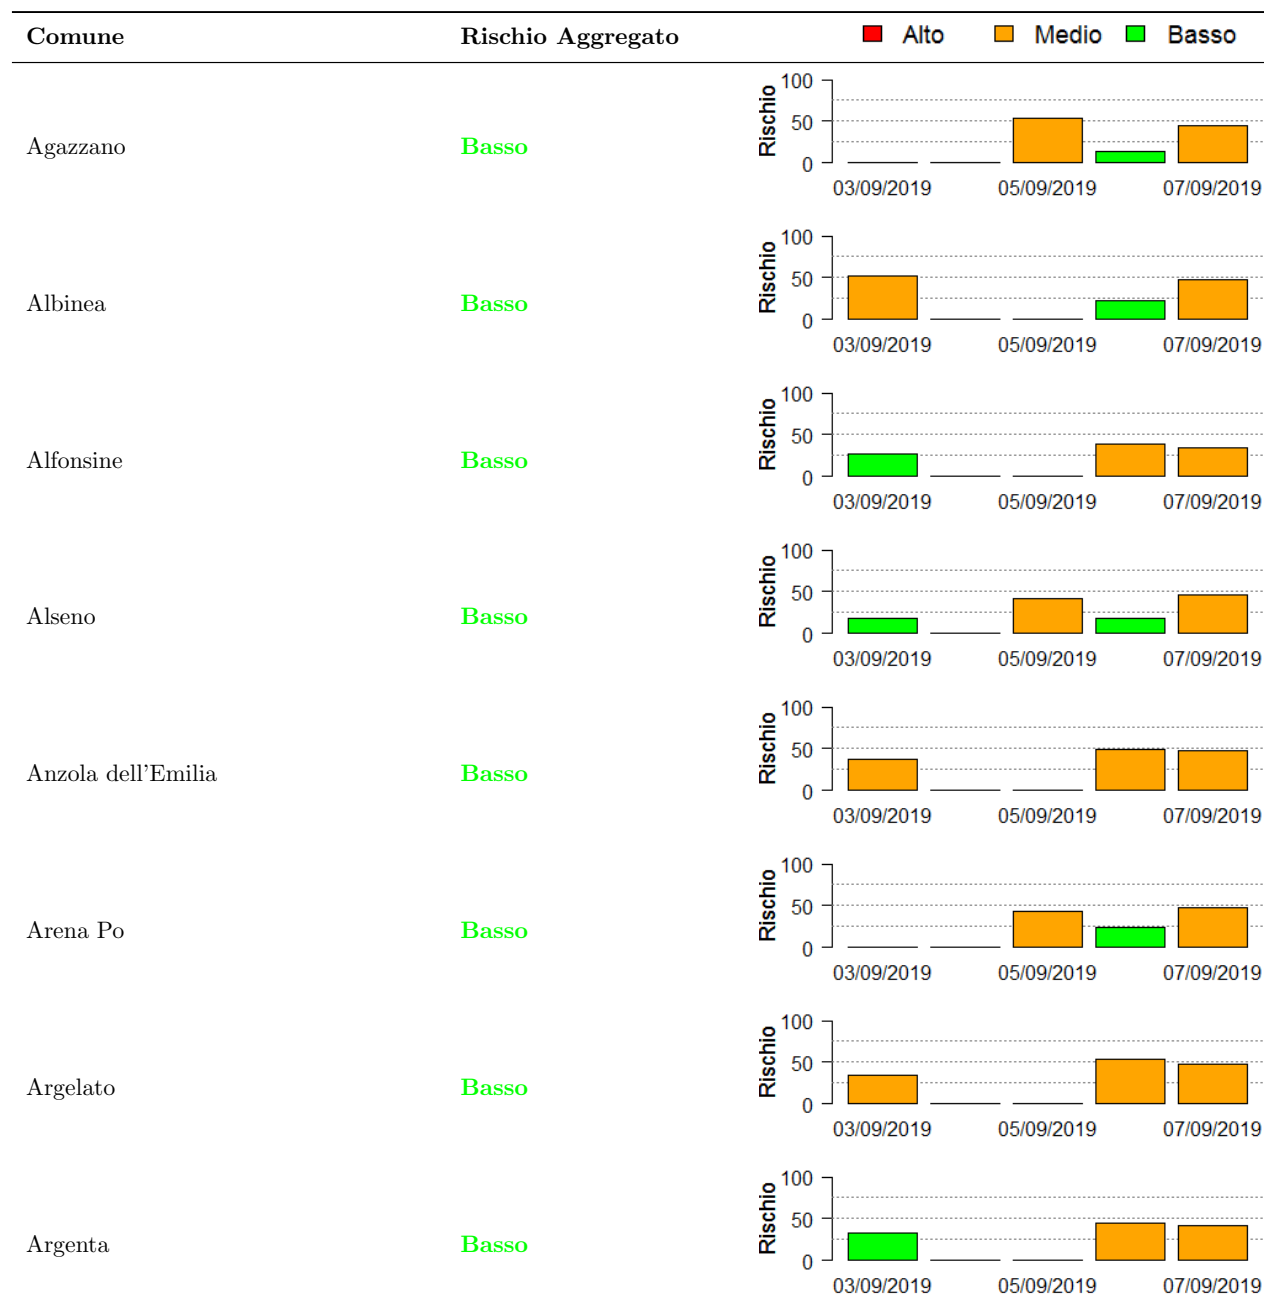 Comune Rischio Aggregato Alto Medio Basso
Agazzano Basso
Rischio
100
50
0
03/09/2019 05/09/2019 07/09/2019
Albinea Basso
Rischio
100
50
0
03/09/2019 05/09/2019 07/09/2019
Alfonsine Basso
Rischio
100
50
0
03/09/2019 05/09/2019 07/09/2019
Alseno Basso
Rischio
100
50
0
03/09/2019 05/09/2019 07/09/2019
Anzola dell'Emilia Basso
Rischio
100
50
0
03/09/2019 05/09/2019 07/09/2019
Arena Po Basso
Rischio
100
50
0
03/09/2019 05/09/2019 07/09/2019
Argelato Basso
Rischio
100
50
0
03/09/2019 05/09/2019 07/09/2019
Argenta Basso
Rischio
100
50
0
03/09/2019 05/09/2019 07/09/2019